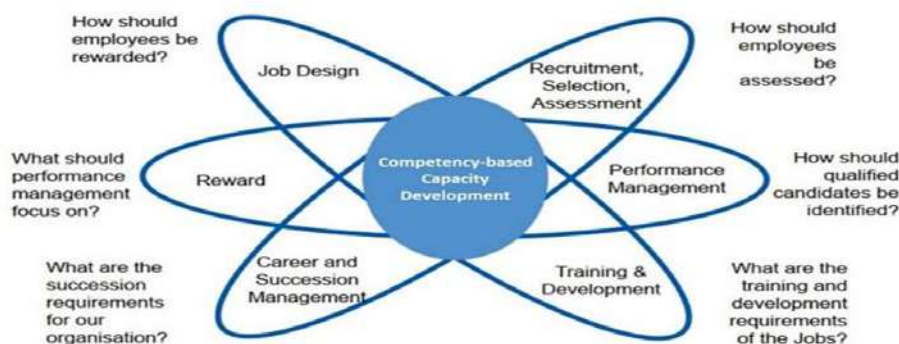 How should
employees be
rewarded?
Job Design
Recruitment,
Selection,
Assessment
How should
employees
be
assessed?
What should
performance
management
focus on?
Reward
Competency-based
Capacity
Development
Performance
Management
How should
qualified
candidates be
identified?
What are the
succession
requirements
for our
organisation?
Career and
Succession
Management
Training &
Development
What are the
training and
development
requirements
of the Jobs?